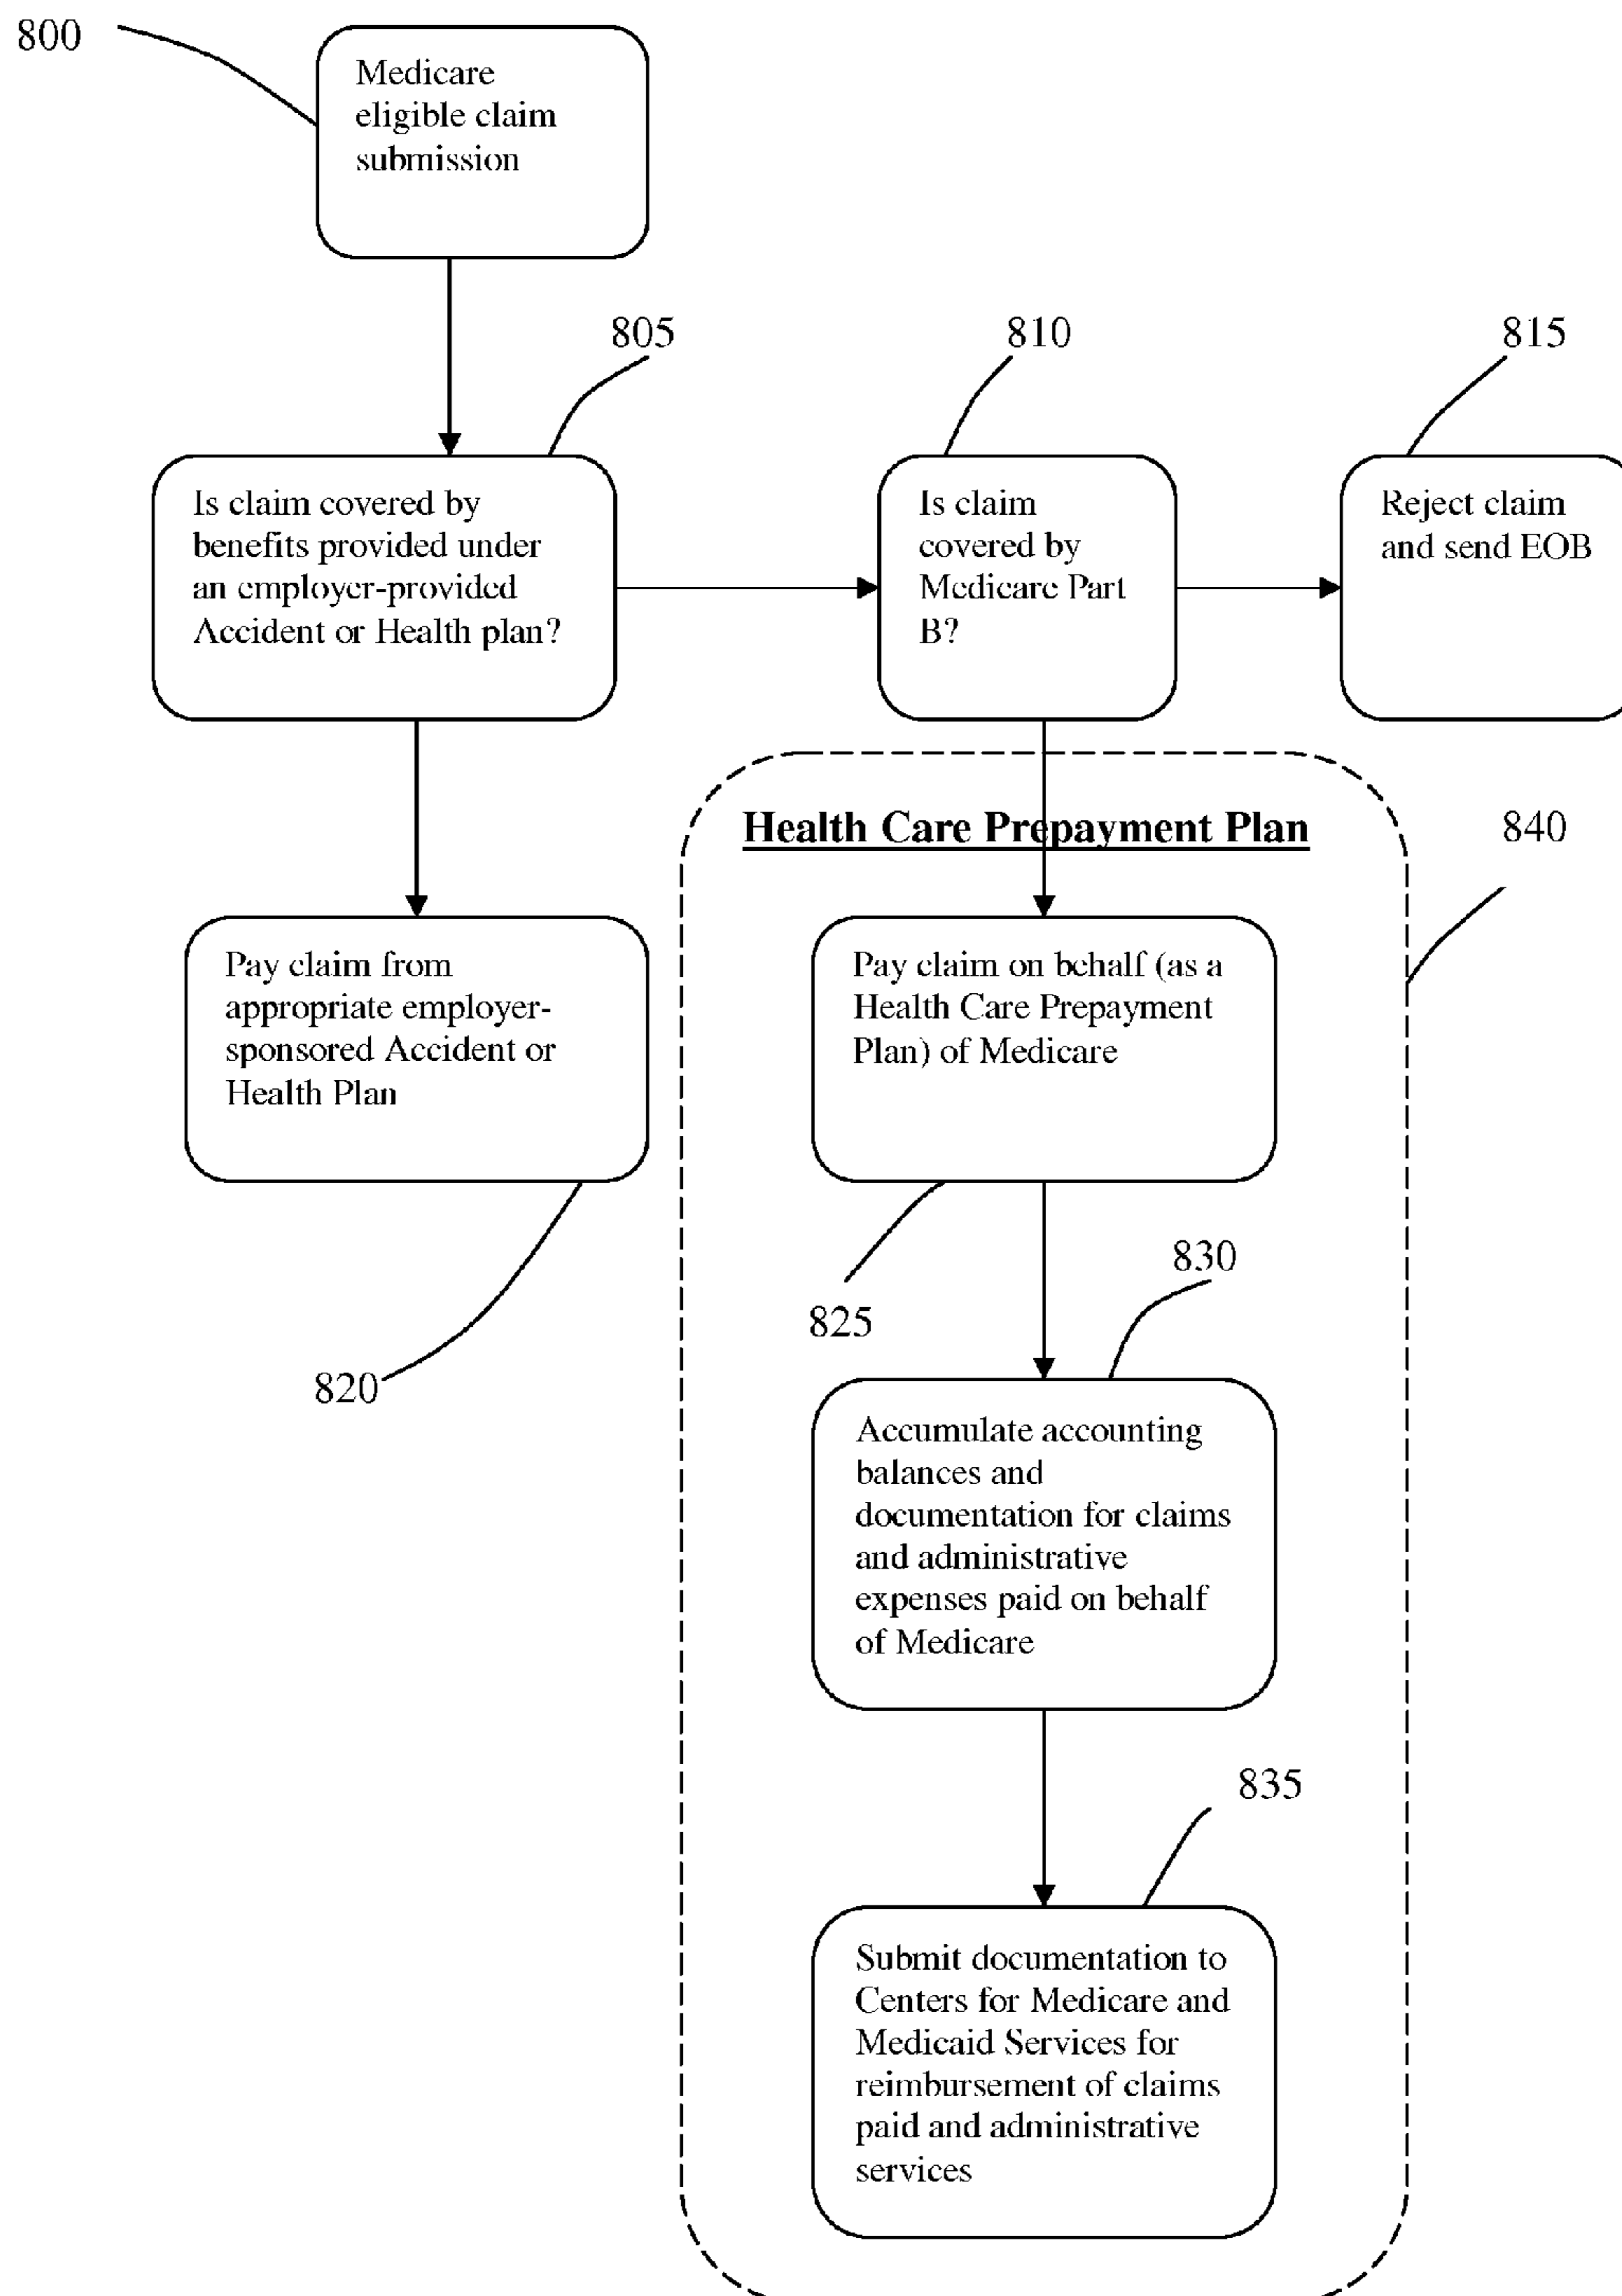 800
Medicare
eligible claim
submission
805
810
815
Is claim covered by
benefits provided under
an employer-provided
Accident or Health plan?
Is claim
covered by
Medicare Part
B?
Reject claim
and send EOB
Health Care Prepayment Plan
840
Pay claim from
appropriate employer-
sponsored Accident or
Health Plan
820
Pay claim on behalf (as a
Health Care Prepayment
Plan) of Medicare
825
830
Accumulate accounting
balances and
documentation for claims
and administrative
expenses paid on behalf
of Medicare
835
Submit documentation to
Centers for Medicare and
Medicaid Services for
reimbursement of claims
paid and administrative
services